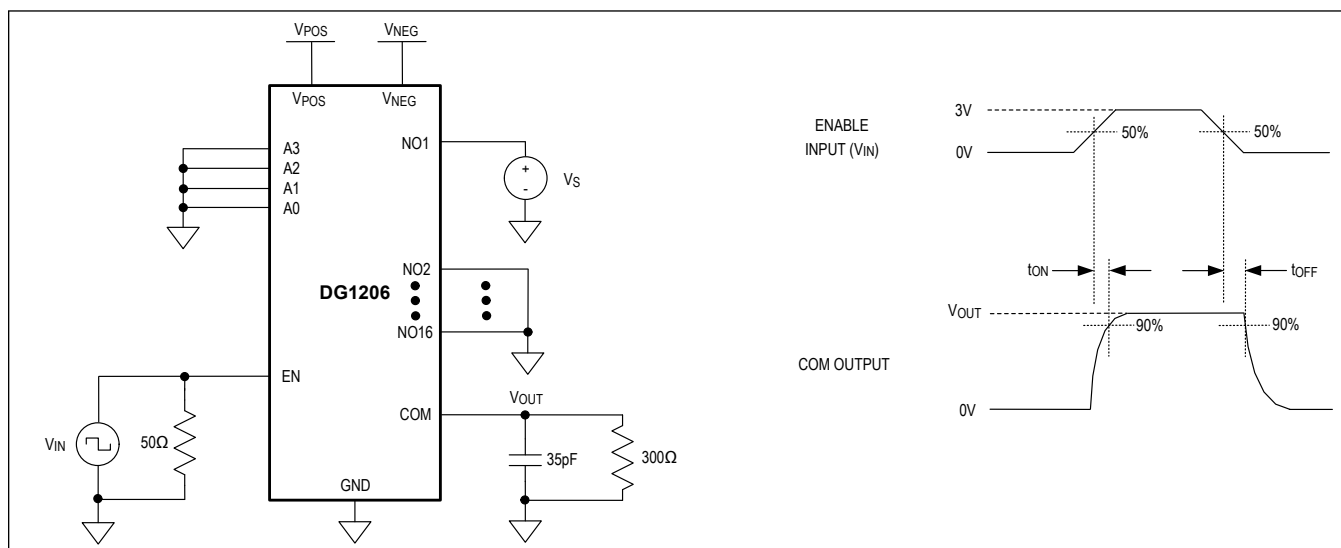 VPOS
VNEG
VPOS
VNEG
A3
A2
A1
A0
NO1
VS
NO2
DG1206
NO16
EN
VOUT
COM
VIN
50Ω
35pF
300Ω
GND
ENABLE
INPUT (VIN)
3V
50%
50%
0V
tON
tOFF
VOUT
90%
90%
COM OUTPUT
0V